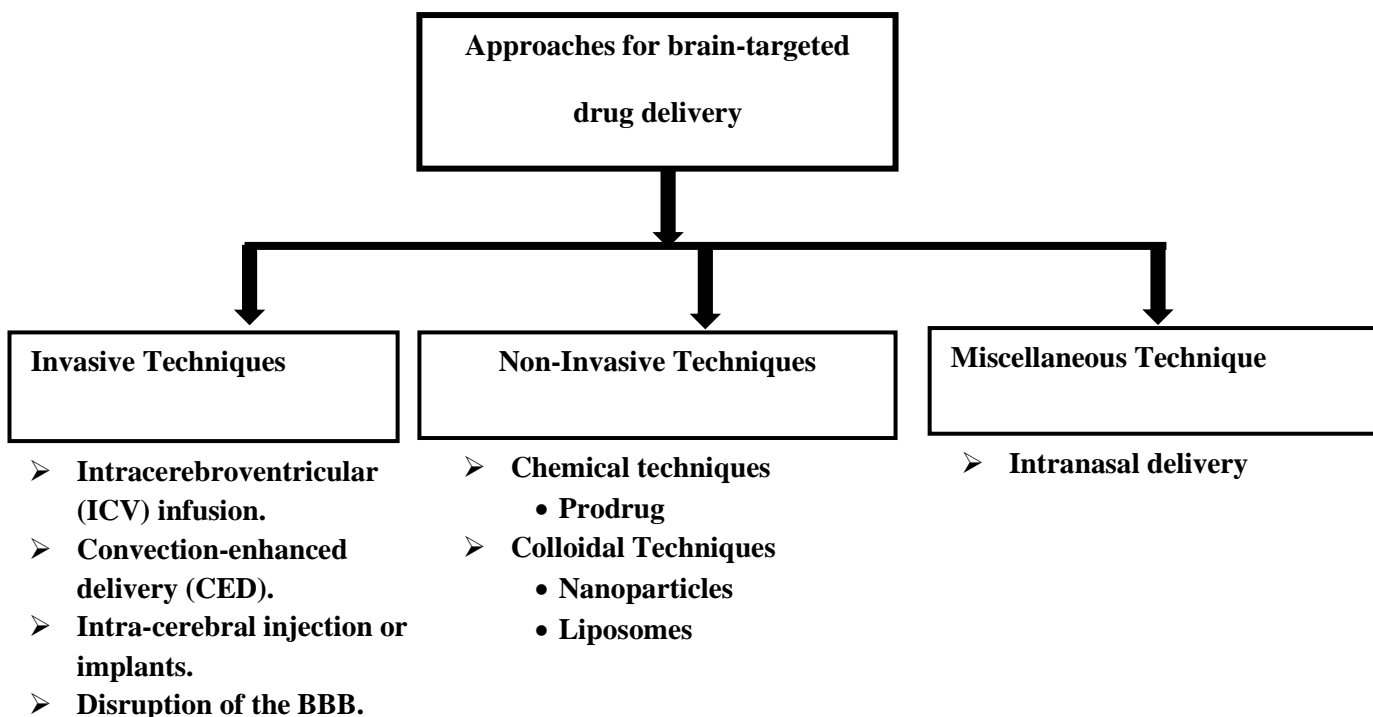 Approaches for brain-targeted
drug delivery
Invasive Techniques
Non-Invasive Techniques
Miscellaneous Technique
➢ Intracerebroventricular
(ICV) infusion.
➢ Convection-enhanced
delivery (CED).
➢ Intra-cerebral injection or
implants.
➢ Disruption of the BBB.
➢ Chemical techniques
• Prodrug
➢ Colloidal Techniques
• Nanoparticles
• Liposomes
➢ Intranasal delivery